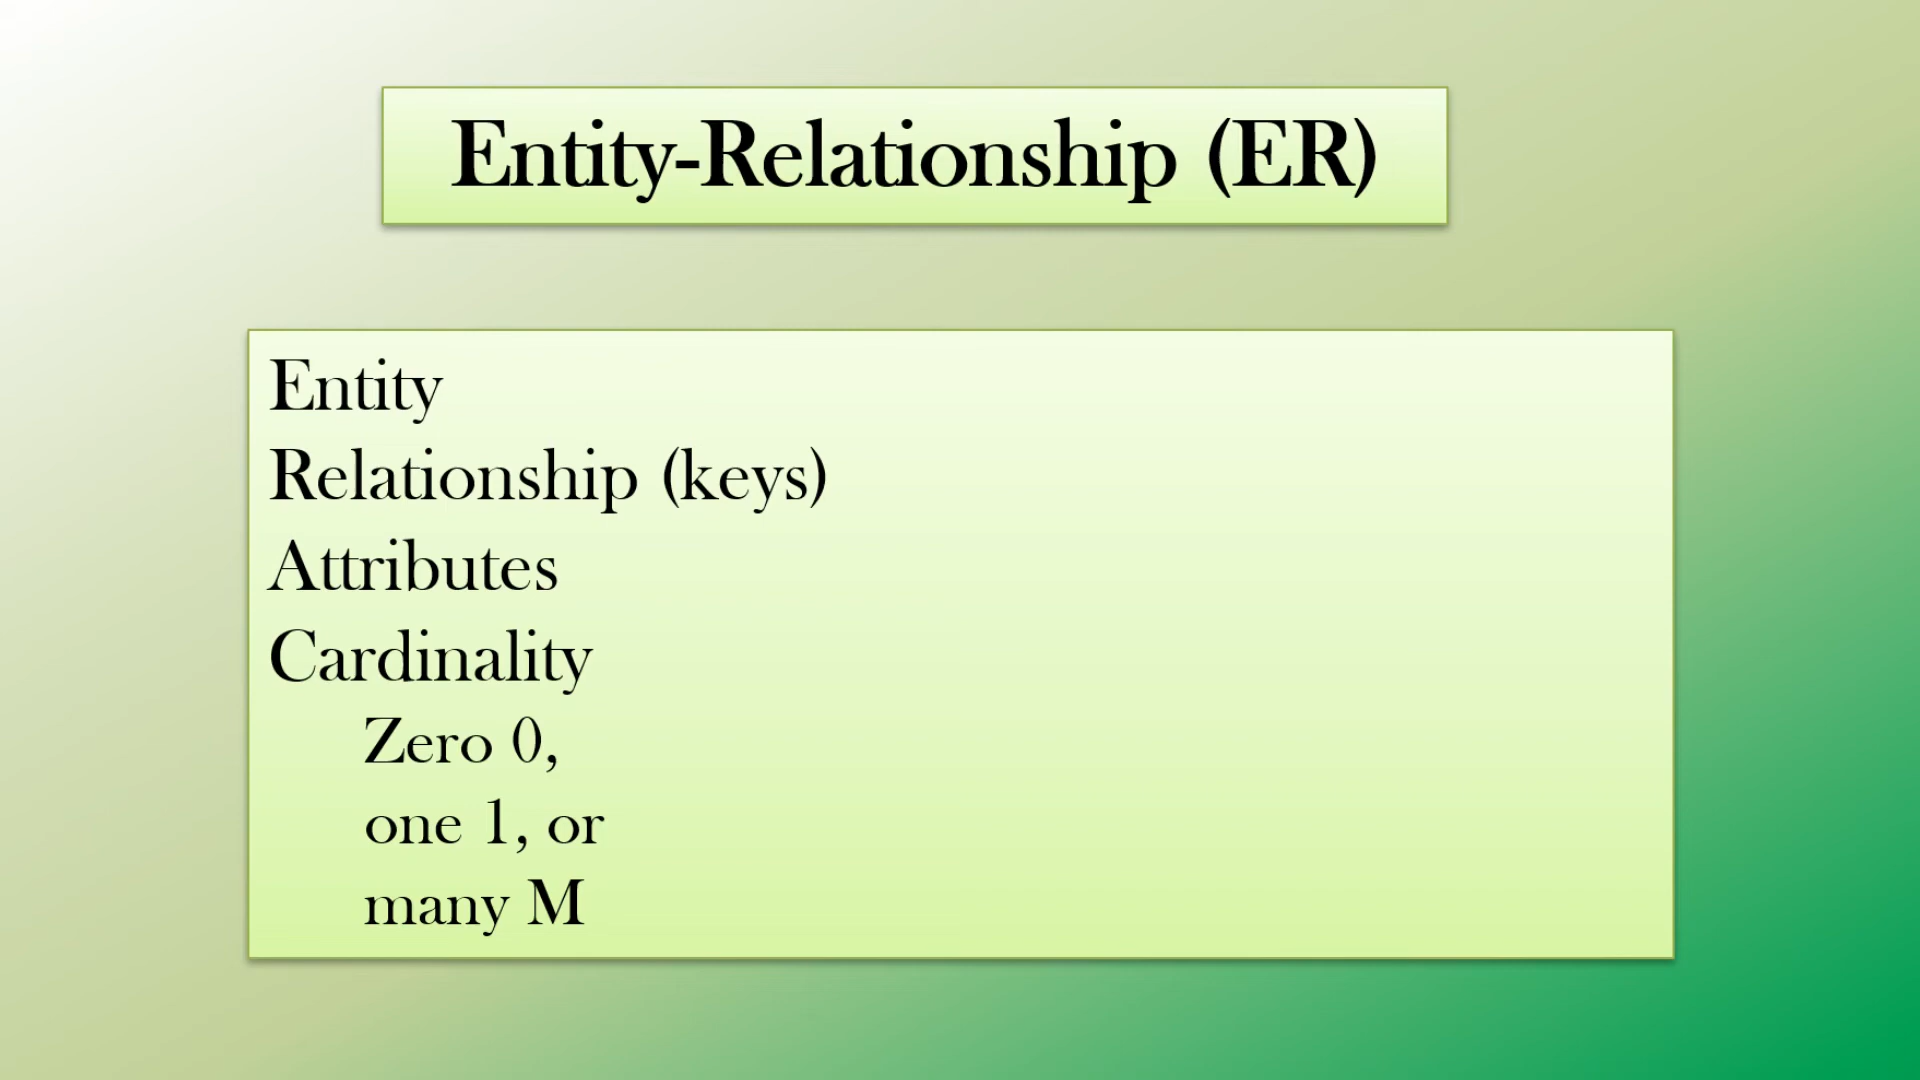 Entity-Relationship (ER)
Entity
Relationship (keys)
Attributes
Cardinality
Zero 0,
one 1, or
many M